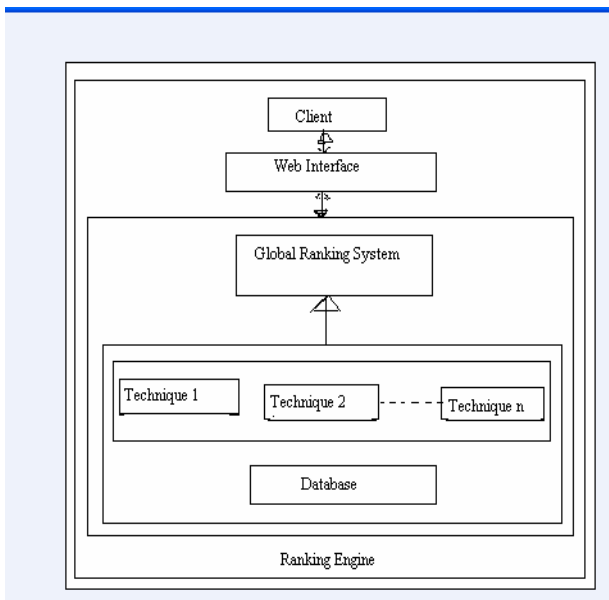 Client
Web Interface
Global Ranking System
Technique 1
Technique 2
Technique n
Database
Ranking Engine